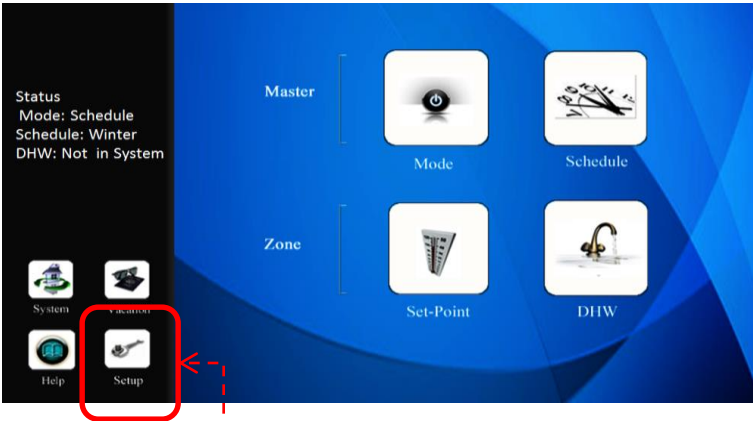 Status
Mode: Schedule
Schedule: Winter
DHW: Not in System
Master
Mode
Schedule
Zone
Set-Point
DHW
System
Vacation
Help
Setup